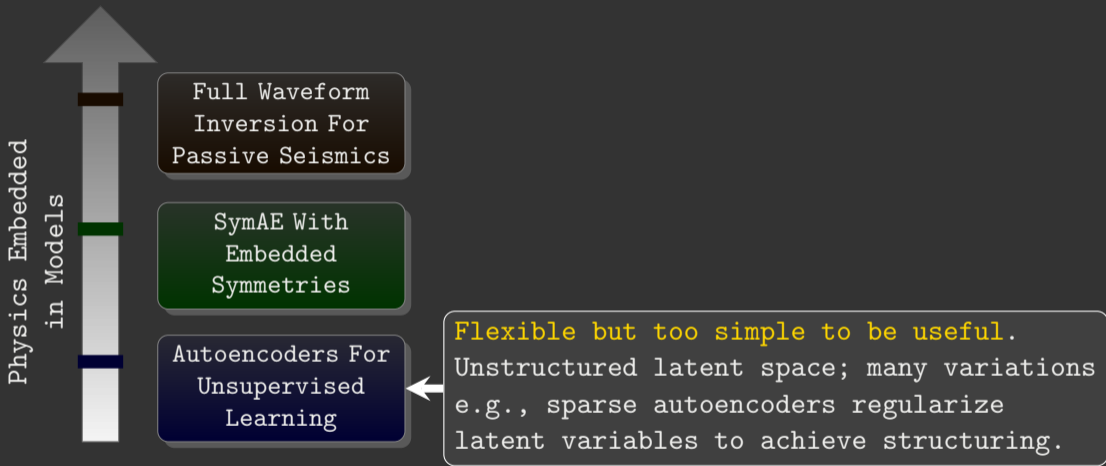 Physics Embedded
in Models
Full Waveform
Inversion For
Passive Seismics
SymAE With
Embedded
Symmetries
Autoencoders For
Unsupervised
Learning
Flexible but too simple to be useful.
Unstructured latent space; many variations
e.g., sparse autoencoders regularize
latent variables to achieve structuring.